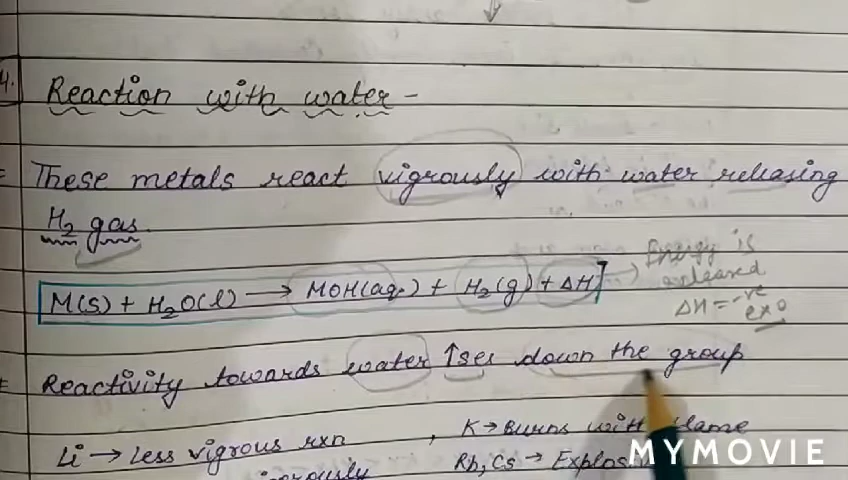 4.
Reaction with water -
These metals react vigrously with water releasing
H₂ gas.
M(s) + H₂O(l) → MOH(aq.) + H₂(g) + ΔH
Energy is
released
ΔH = -ve
exo
Reactivity towards water ↑ses down the group
Li → Less vigrous rxn , K → Burns with flame
vigrously Rb, Cs →
MYMOVIE